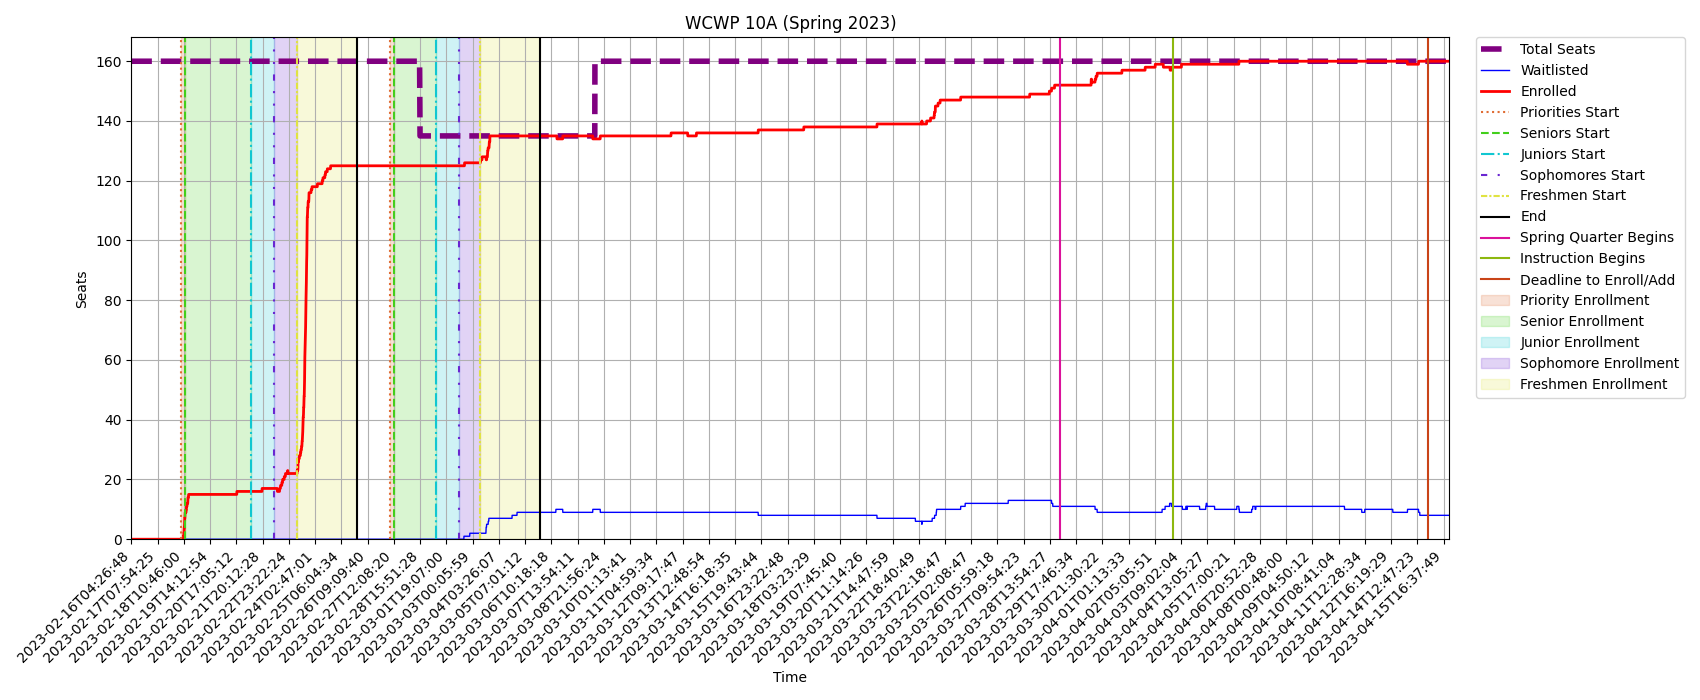 WCWP 10A (Spring 2023)
Seats
160
140
120
100
80
60
40
20
0
2023-02-16T04:26:48
2023-02-17T07:54:25
2023-02-18T10:46:00
2023-02-19T14:12:54
2023-02-20T17:05:12
2023-02-21T20:12:28
2023-02-22T23:22:24
2023-02-24T02:47:01
2023-02-25T06:04:34
2023-02-26T09:09:40
2023-02-27T12:08:20
2023-02-28T15:51:28
2023-03-01T19:07:00
2023-03-03T00:05:59
2023-03-04T03:26:07
2023-03-05T07:01:12
2023-03-06T10:18:18
2023-03-07T13:54:11
2023-03-08T21:56:24
2023-03-10T01:13:41
2023-03-11T04:59:34
2023-03-12T09:17:47
2023-03-13T12:48:54
2023-03-14T16:18:35
2023-03-15T19:43:44
2023-03-16T23:22:48
2023-03-18T03:23:29
2023-03-19T07:45:40
2023-03-20T11:14:26
2023-03-21T14:47:59
2023-03-22T18:40:49
2023-03-23T22:18:47
2023-03-25T02:08:47
2023-03-26T05:59:18
2023-03-27T09:54:23
2023-03-28T13:54:27
2023-03-29T17:46:34
2023-03-30T21:30:22
2023-04-01T01:13:33
2023-04-02T05:05:51
2023-04-03T09:02:04
2023-04-04T13:05:27
2023-04-05T17:00:21
2023-04-06T20:52:28
2023-04-08T00:48:00
2023-04-09T04:50:12
2023-04-10T08:41:04
2023-04-11T12:28:34
2023-04-12T16:19:29
2023-04-14T12:47:23
2023-04-15T16:37:49
Time
Total Seats
Waitlisted
Enrolled
Priorities Start
Seniors Start
Juniors Start
Sophomores Start
Freshmen Start
End
Spring Quarter Begins
Instruction Begins
Deadline to Enroll/Add
Priority Enrollment
Senior Enrollment
Junior Enrollment
Sophomore Enrollment
Freshmen Enrollment